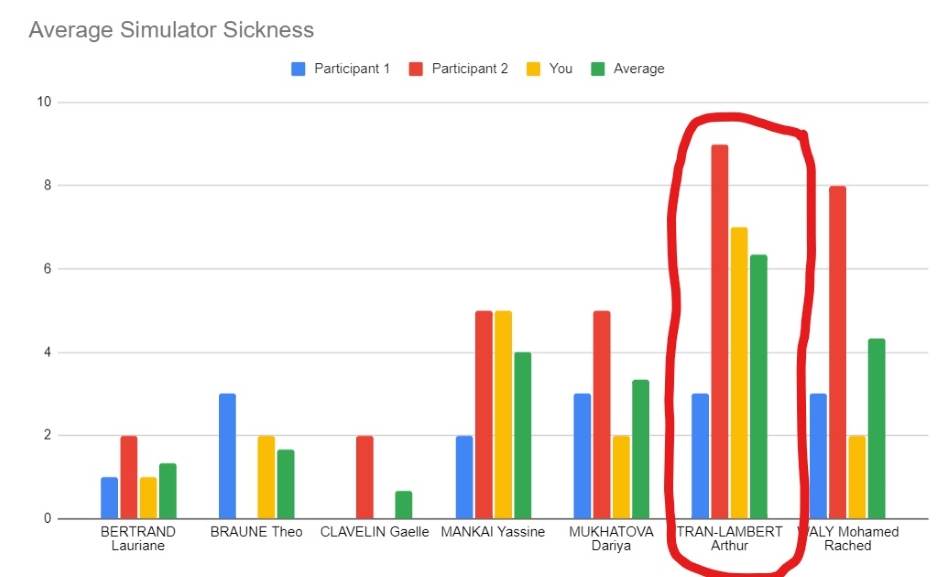 Average Simulator Sickness
Participant 1 Participant 2 You Average
10
8
6
4
2
0
BERTRAND
Lauriane
BRAUNE Theo
CLAVELIN Gaelle
MANKAI Yassine
MUKHATOVA
Dariya
TRAN-LAMBERT
Arthur
WALY Mohamed
Rached